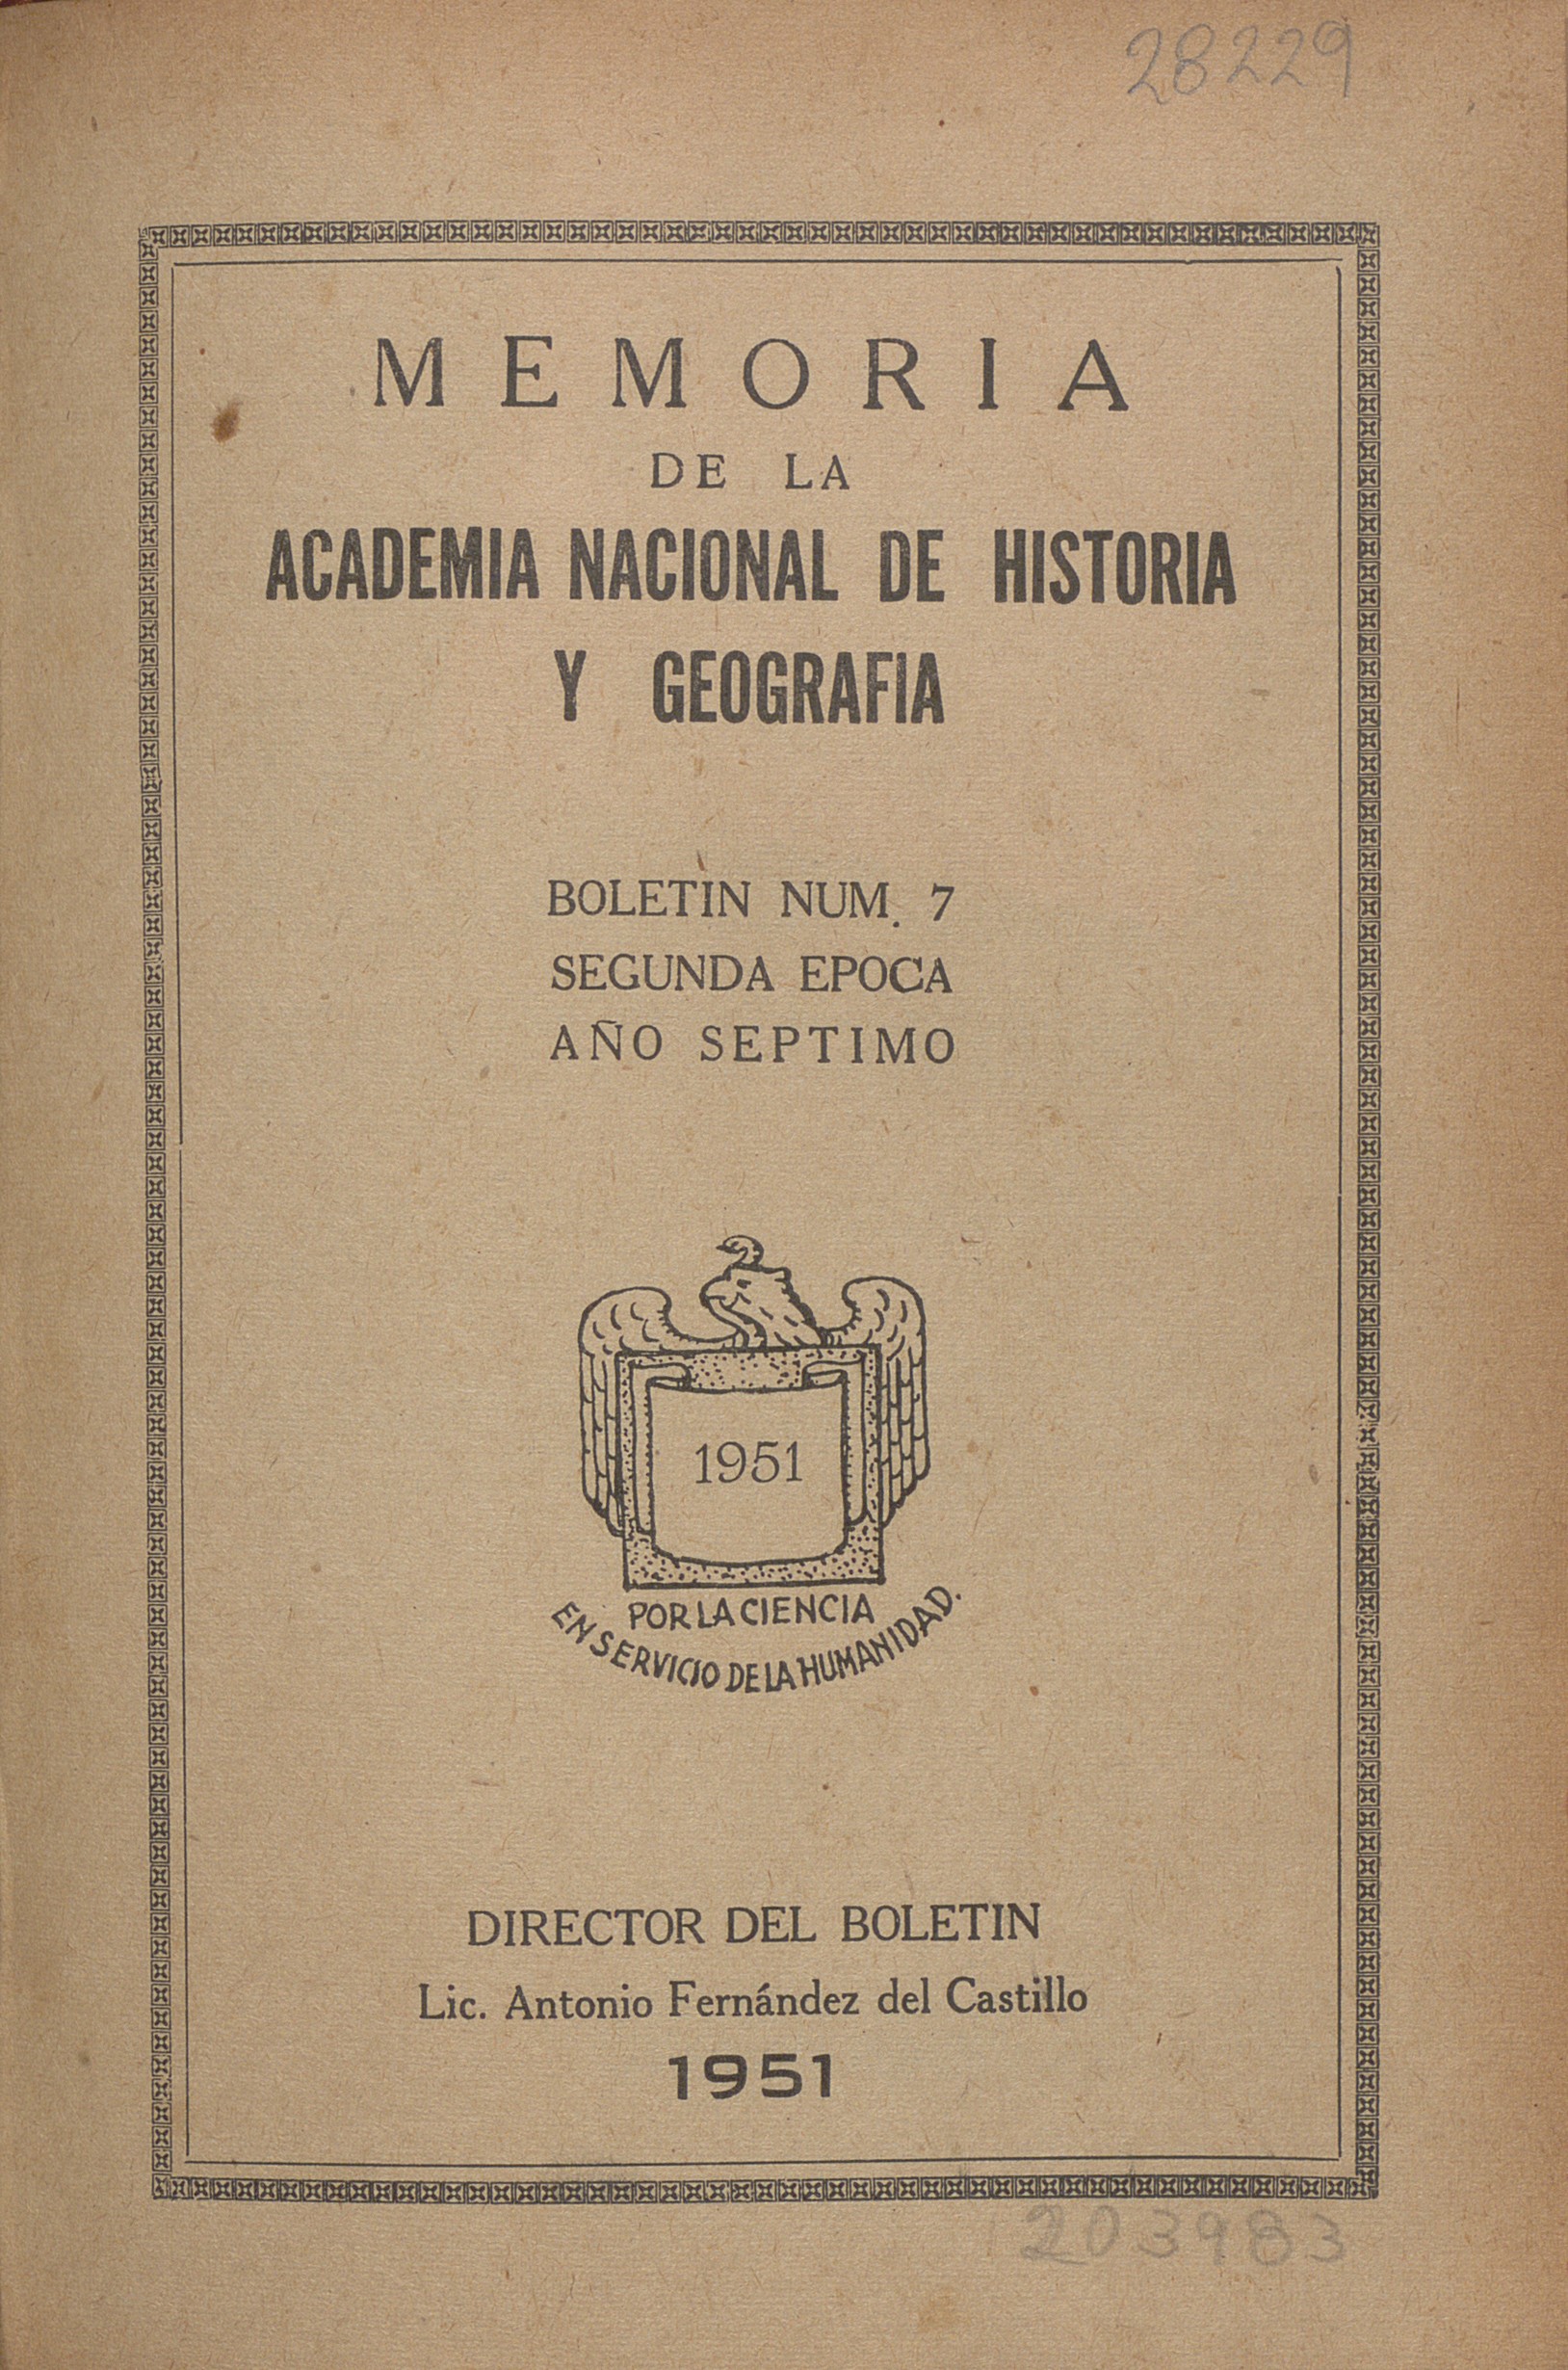 28229
MEMORIA
DE LA
ACADEMIA NACIONAL DE HISTORIA
Y GEOGRAFIA
BOLETIN NUM. 7
SEGUNDA EPOCA
AÑO SEPTIMO
1951
POR LA CIENCIA
EN SERVICIO DE LA HUMANIDAD.
DIRECTOR DEL BOLETIN
Lic. Antonio Fernández del Castillo
1951
203983